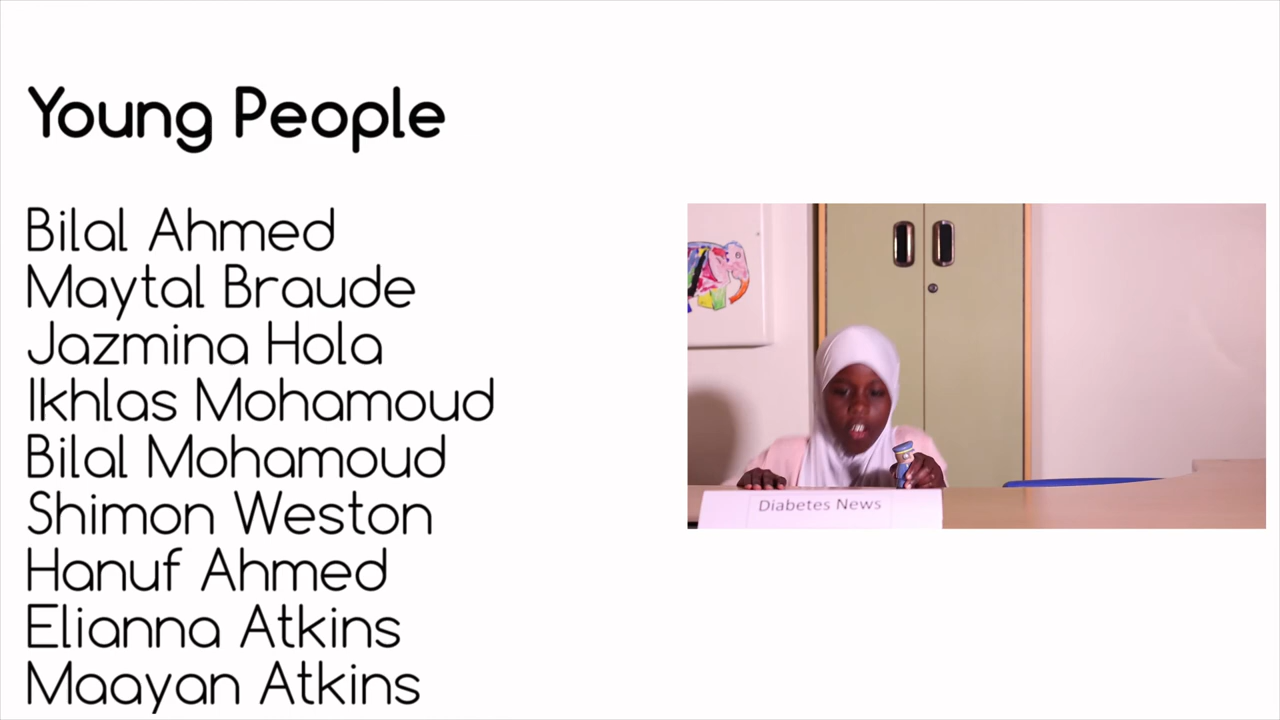 Young People
Bilal Ahmed
Maytal Braude
Jazmina Hola
Ikhlas Mohamoud
Bilal Mohamoud
Shimon Weston
Hanuf Ahmed
Elianna Atkins
Maayan Atkins
Diabetes News